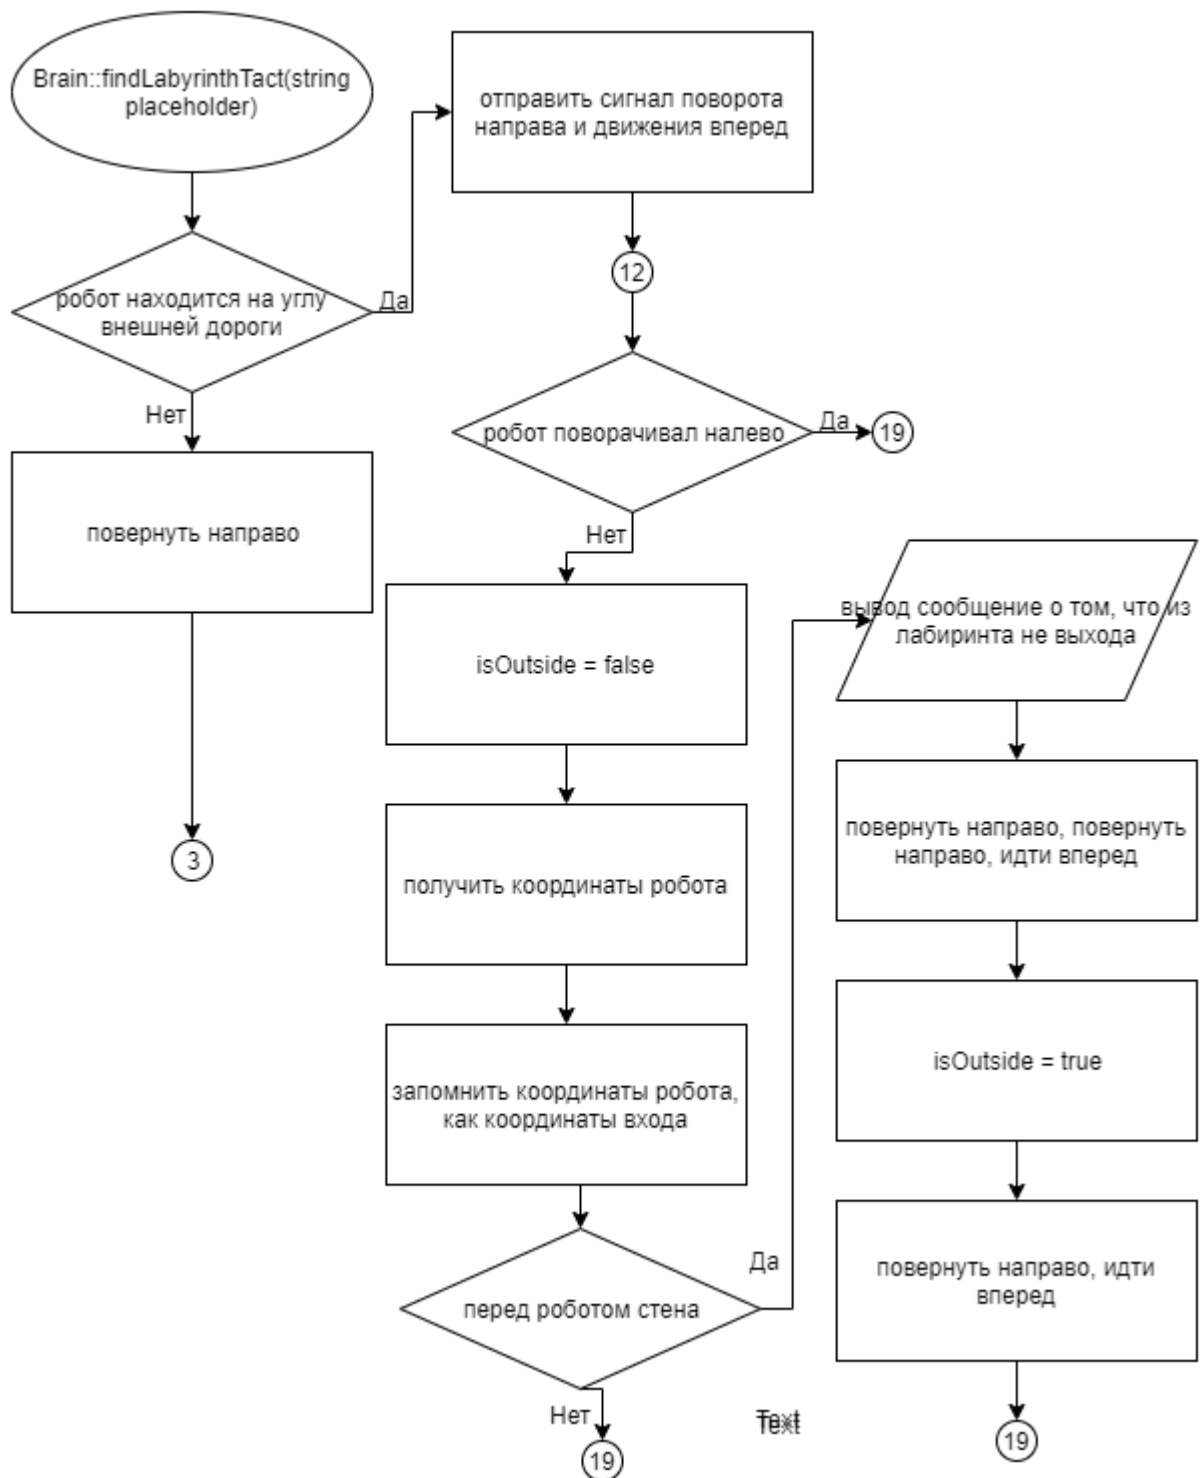 Brain::findLabyrinthTact(string
placeholder)
робот находится на углу
внешней дороги
Да
Нет
повернуть направо
3
отправить сигнал поворота
направа и движения вперед
12
робот поворачивал налево
Да
19
Нет
isOutside = false
получить координаты робота
запомнить координаты робота,
как координаты входа
перед роботом стена
Да
Нет
19
вывод сообщение о том, что из
лабиринта не выхода
повернуть направо, повернуть
направо, идти вперед
isOutside = true
повернуть направо, идти
вперед
19
Text
Text